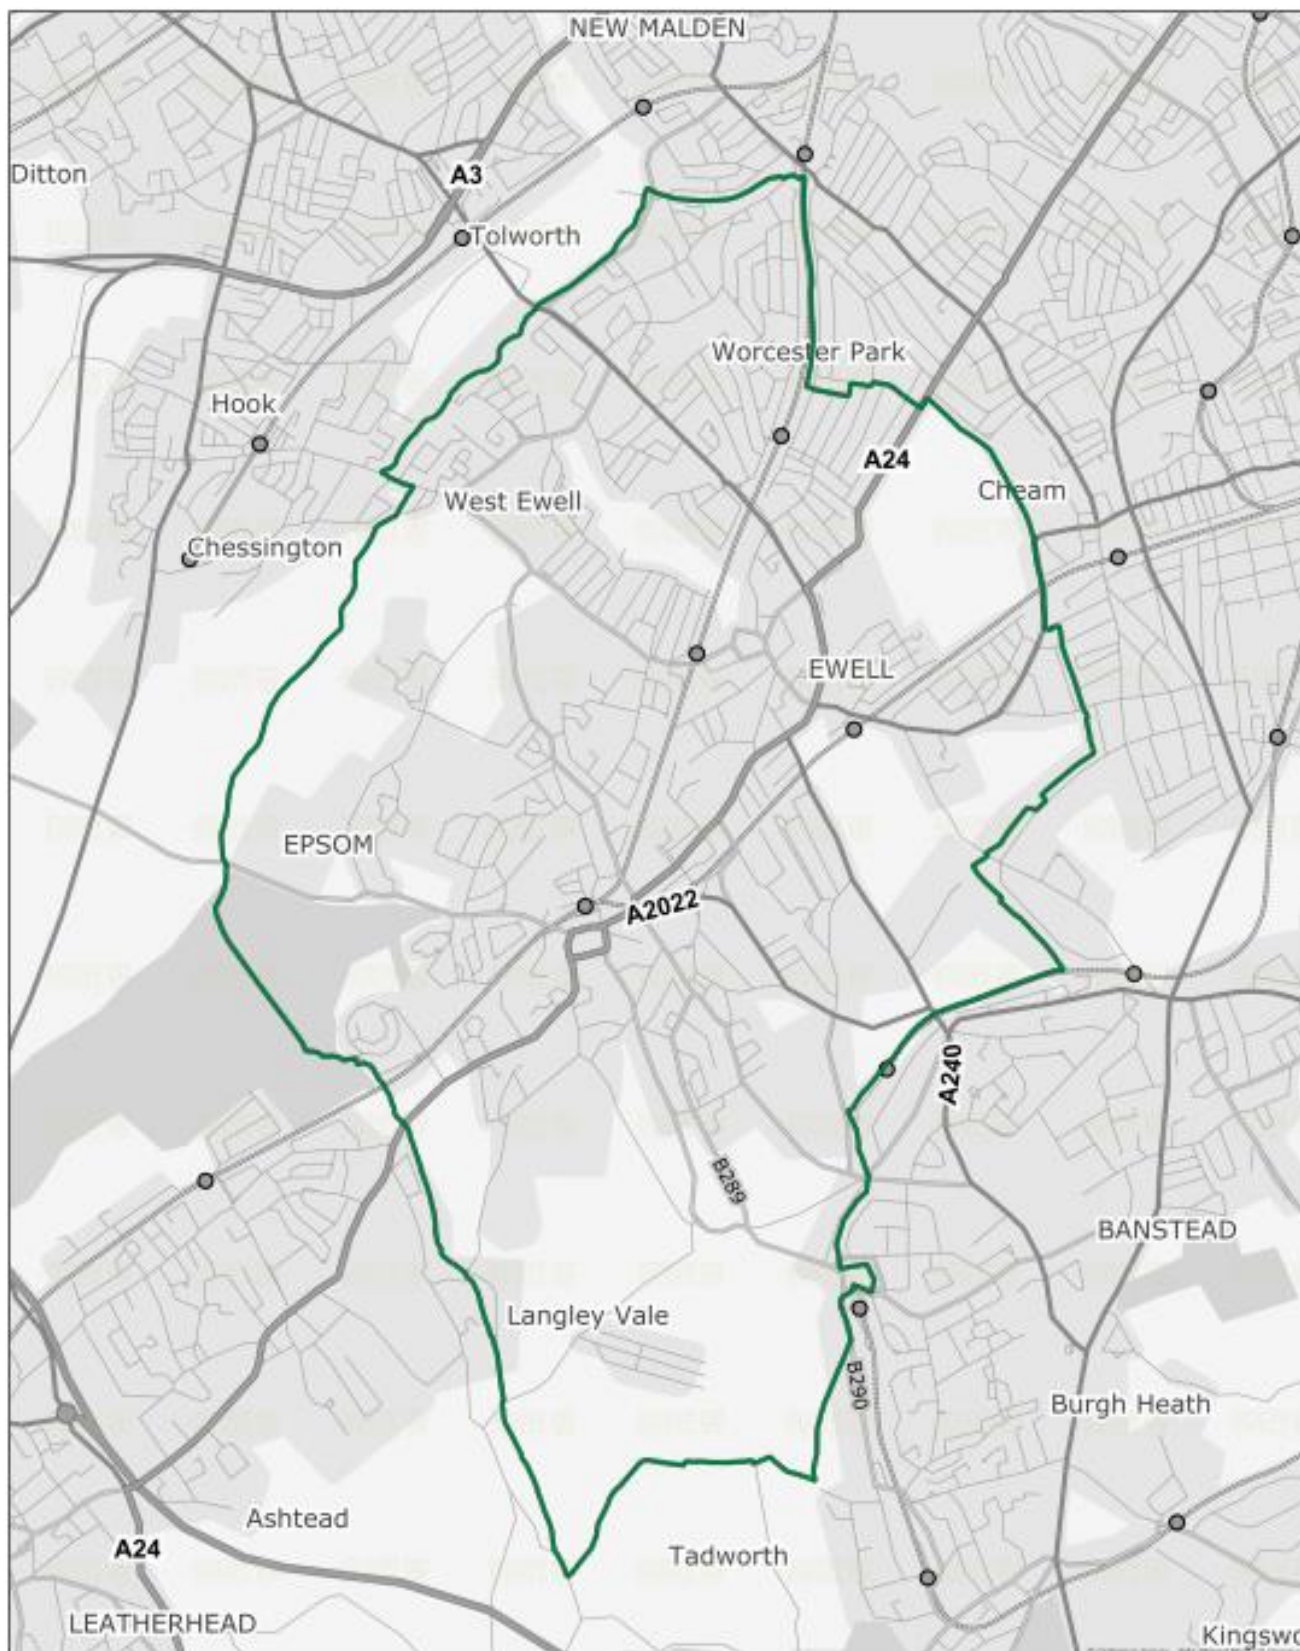 NEW MALDEN
Ditton
A3
Tolworth
Worcester Park
Hook
A24
Cheam
West Ewell
Chessington
EWELL
EPSOM
A2022
A240
B289
BANSTEAD
Langley Vale
B290
Burgh Heath
Ashtead
A24
Tadworth
LEATHERHEAD
Kingswo